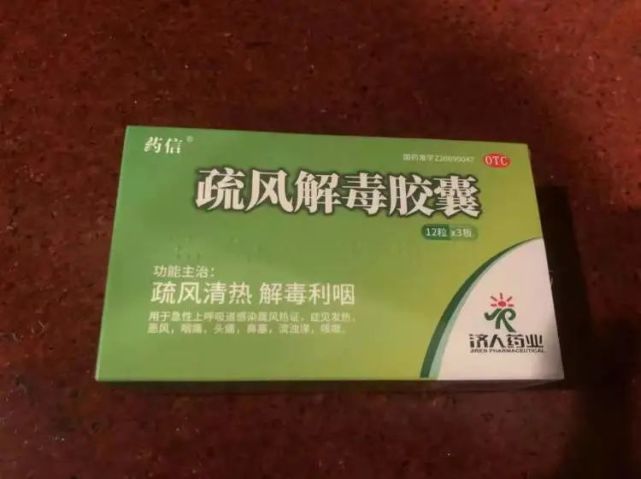 药信®
国药准字Z20090047
OTC
疏风解毒胶囊
12粒 x3板
功能主治：
疏风清热 解毒利咽
用于急性上呼吸道感染属风热证，症见发热，
恶风，咽痛，头痛，鼻塞，流浊涕，咳嗽。
济人药业
JIREN PHARMACEUTICAL